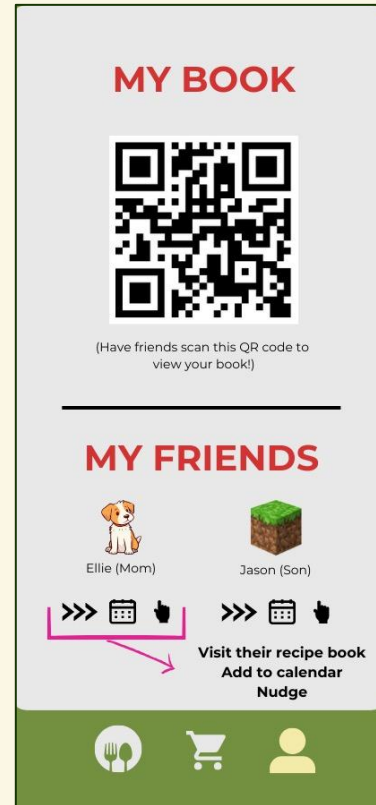 MY BOOK
(Have friends scan this QR code to
view your book!)
MY FRIENDS
Ellie (Mom)
Jason (Son)
>>>
>>>
Visit their recipe book
Add to calendar
Nudge